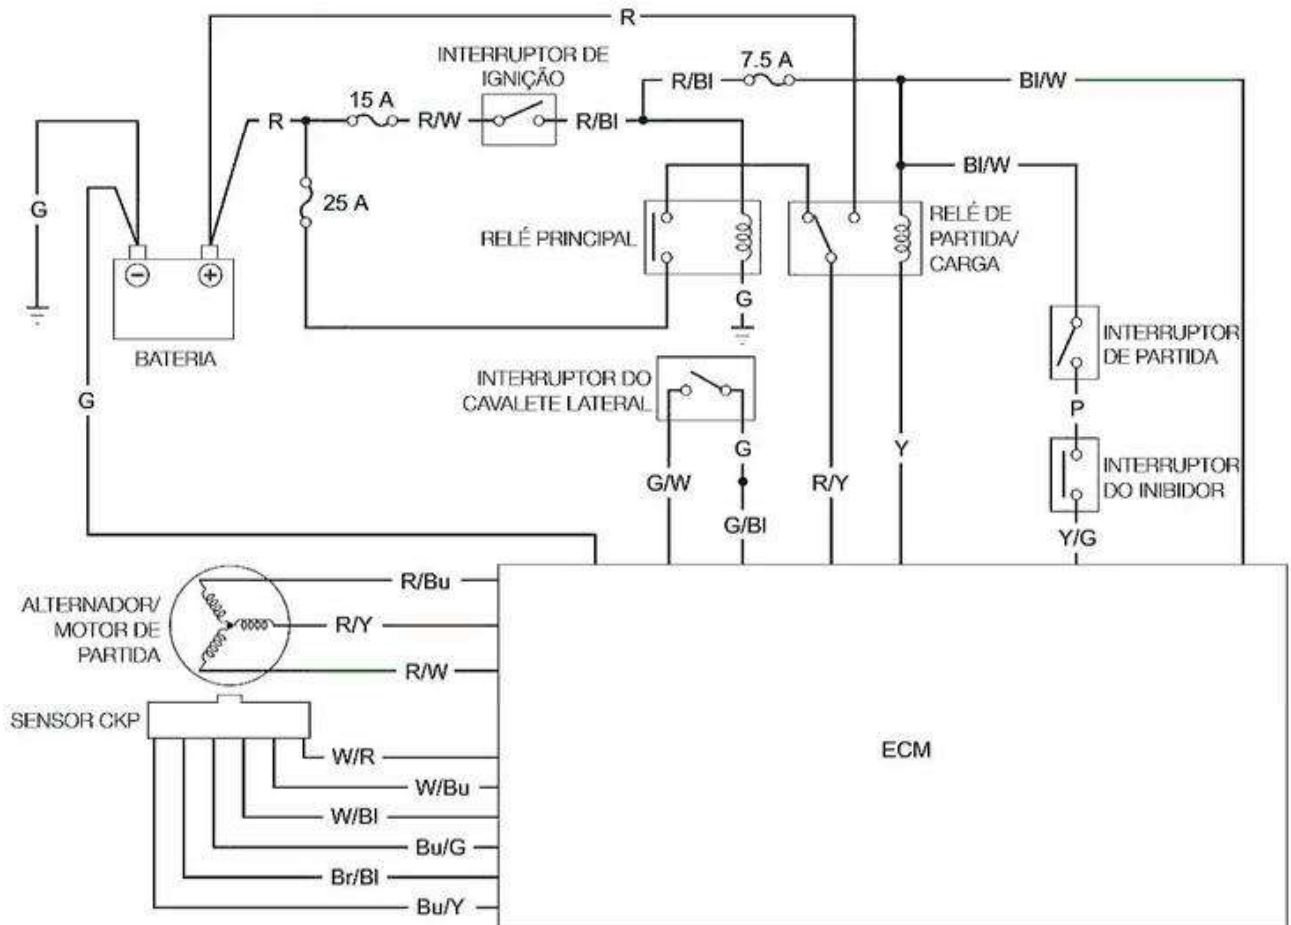 R
INTERRUPTOR DE
IGNIÇÃO
7.5 A
R/Bl
Bl/W
15 A
R
R/W
R/Bl
Bl/W
G
25 A
RELÉ PRINCIPAL
RELÉ DE
PARTIDA/
CARGA
G
BATERIA
INTERRUPTOR
DE PARTIDA
INTERRUPTOR DO
CAVALETE LATERAL
G
P
G
Y
G/W
R/Y
INTERRUPTOR
DO INIBIDOR
G/Bl
Y/G
ALTERNADOR/
MOTOR DE
PARTIDA
R/Bu
R/Y
R/W
SENSOR CKP
W/R
W/Bu
W/Bl
Bu/G
Br/Bl
Bu/Y
ECM